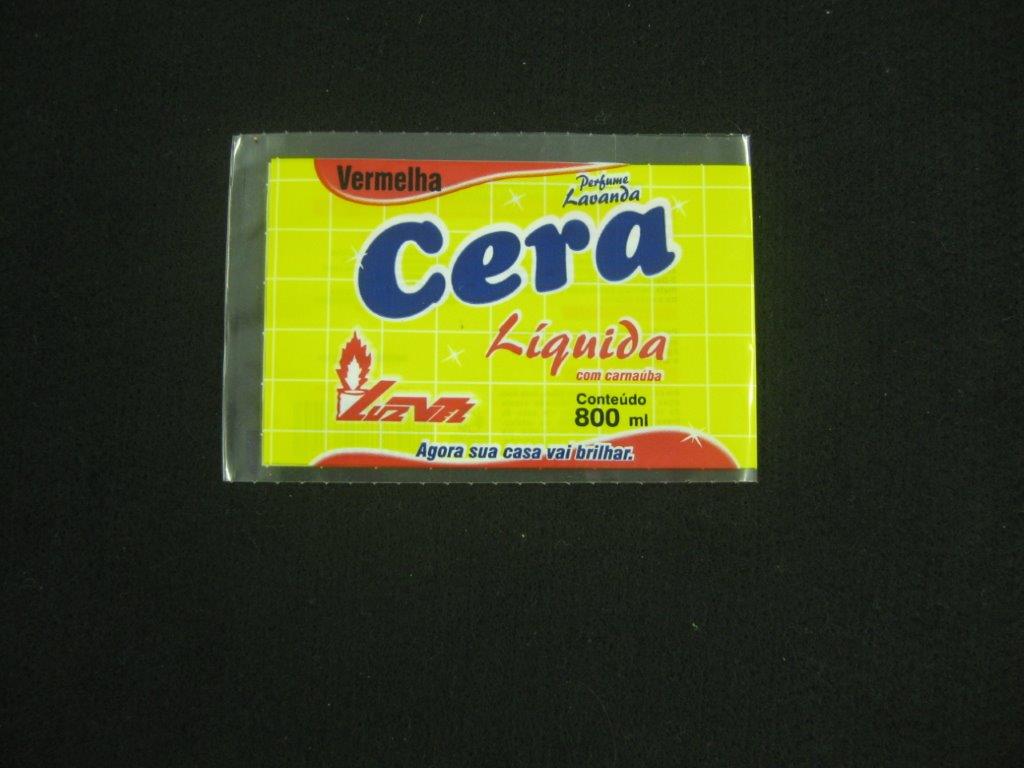 Vermelha
Perfume
Lavanda
Cera
Líquida
com carnaúba
Conteúdo
800 ml
Agora sua casa vai brilhar.